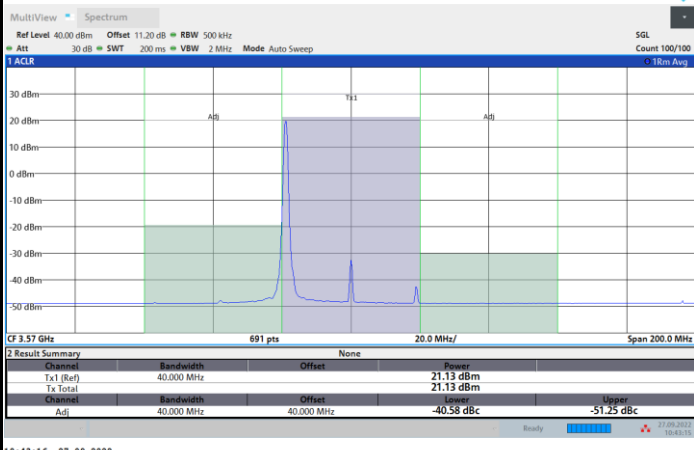 MultiView Spectrum
Ref Level 40.00 dBm Offset 11.20 dB RBW 500 kHz SGL
Att 30 dB SWT 200 ms VBW 2 MHz Mode Auto Sweep Count 100/100
1 ACLR 1Rm Avg
30 dBm
Tx1
20 dBm Adj Adj
10 dBm
0 dBm
-10 dBm
-20 dBm
-30 dBm
-40 dBm
-50 dBm
CF 3.57 GHz 691 pts 20.0 MHz/ Span 200.0 MHz
2 Result Summary None
Channel Bandwidth Offset Power
Tx1 (Ref) 40.000 MHz 21.13 dBm
Tx Total 21.13 dBm
Channel Bandwidth Offset Lower Upper
Adj 40.000 MHz 40.000 MHz -40.58 dBc -51.25 dBc
Ready 27.09.2022
10:43:15